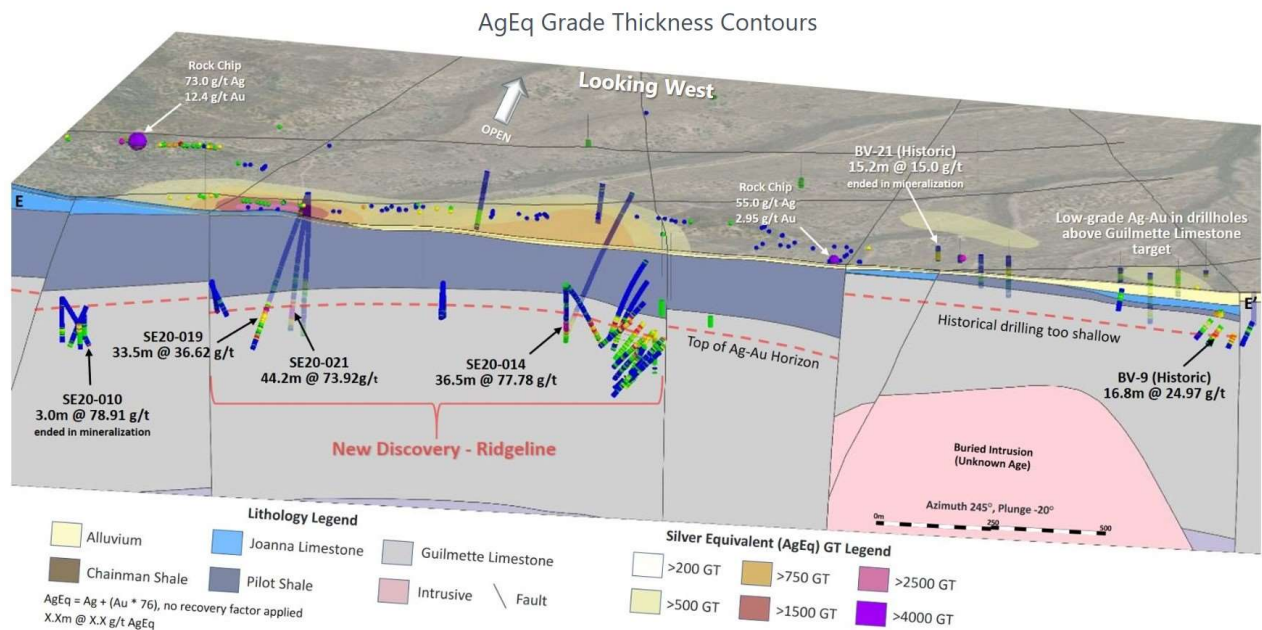 AgEq Grade Thickness Contours
Rock Chip
73.0 g/t Ag
12.4 g/t Au
Looking West
OPEN
BV-21 (Historic)
15.2m @ 15.0 g/t
ended in mineralization
Rock Chip
55.0 g/t Ag
2.95 g/t Au
Low-grade Ag-Au in drillholes
above Guilmette Limestone
target
E
E'
SE20-019
33.5m @ 36.62 g/t
SE20-021
44.2m @ 73.92g/t
SE20-014
36.5m @ 77.78 g/t
Top of Ag-Au Horizon
Historical drilling too shallow
BV-9 (Historic)
16.8m @ 24.97 g/t
SE20-010
3.0m @ 78.91 g/t
ended in mineralization
New Discovery - Ridgeline
Buried Intrusion
(Unknown Age)
Azimuth 245°, Plunge -20°
0m 250 500
Lithology Legend
Alluvium
Joanna Limestone
Guilmette Limestone
Chainman Shale
Pilot Shale
Intrusive
Fault
Silver Equivalent (AgEq) GT Legend
>200 GT
>750 GT
>2500 GT
>500 GT
>1500 GT
>4000 GT
AgEq = Ag + (Au * 76), no recovery factor applied
X.Xm @ X.X g/t AgEq